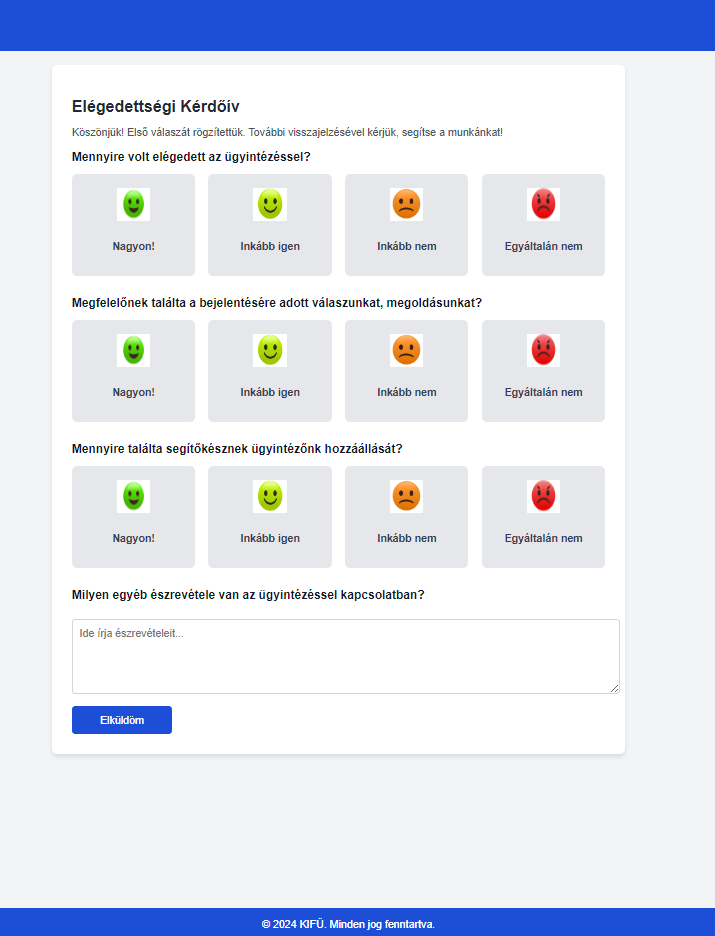 Elégedettségi Kérdőív
Köszönjük! Első válaszát rögzítettük. További visszajelzésével kérjük, segítse a munkánkat!
Mennyire volt elégedett az ügyintézéssel?
Nagyon! Inkább igen Inkább nem Egyáltalán nem
Megfelelőnek találta a bejelentésére adott válaszunkat, megoldásunkat?
Nagyon! Inkább igen Inkább nem Egyáltalán nem
Mennyire találta segítőkésznek ügyintézőnk hozzáállását?
Nagyon! Inkább igen Inkább nem Egyáltalán nem
Milyen egyéb észrevétele van az ügyintézéssel kapcsolatban?
Ide írja észrevételeit...
Elküldöm
© 2024 KIFÜ. Minden jog fenntartva.